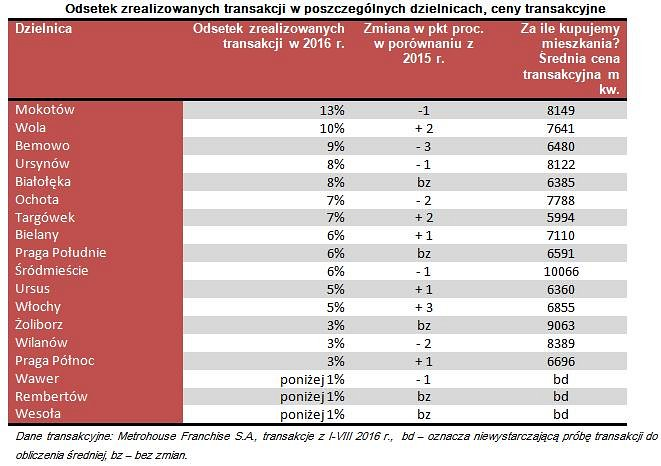 Odsetek zrealizowanych transakcji w poszczególnych dzielnicach, ceny transakcyjne
Dzielnica Odsetek zrealizowanych transakcji w 2016 r. Zmiana w pkt proc. w porównaniu z 2015 r. Za ile kupujemy mieszkania? Średnia cena transakcyjna m kw.
Mokotów 13% -1 8149
Wola 10% + 2 7641
Bemowo 9% - 3 6480
Ursynów 8% - 1 8122
Białołęka 8% bz 6385
Ochota 7% - 2 7788
Targówek 7% + 2 5994
Bielany 6% + 1 7110
Praga Południe 6% bz 6591
Śródmieście 6% - 1 10066
Ursus 5% + 1 6360
Włochy 5% + 3 6855
Żoliborz 3% bz 9063
Wilanów 3% - 2 8389
Praga Północ 3% + 1 6696
Wawer poniżej 1% - 1 bd
Rembertów poniżej 1% bz bd
Wesoła poniżej 1% bz bd
Dane transakcyjne: Metrohouse Franchise S.A., transakcje z I-VIII 2016 r., bd – oznacza niewystarczającą próbę transakcji do
obliczenia średniej, bz – bez zmian.